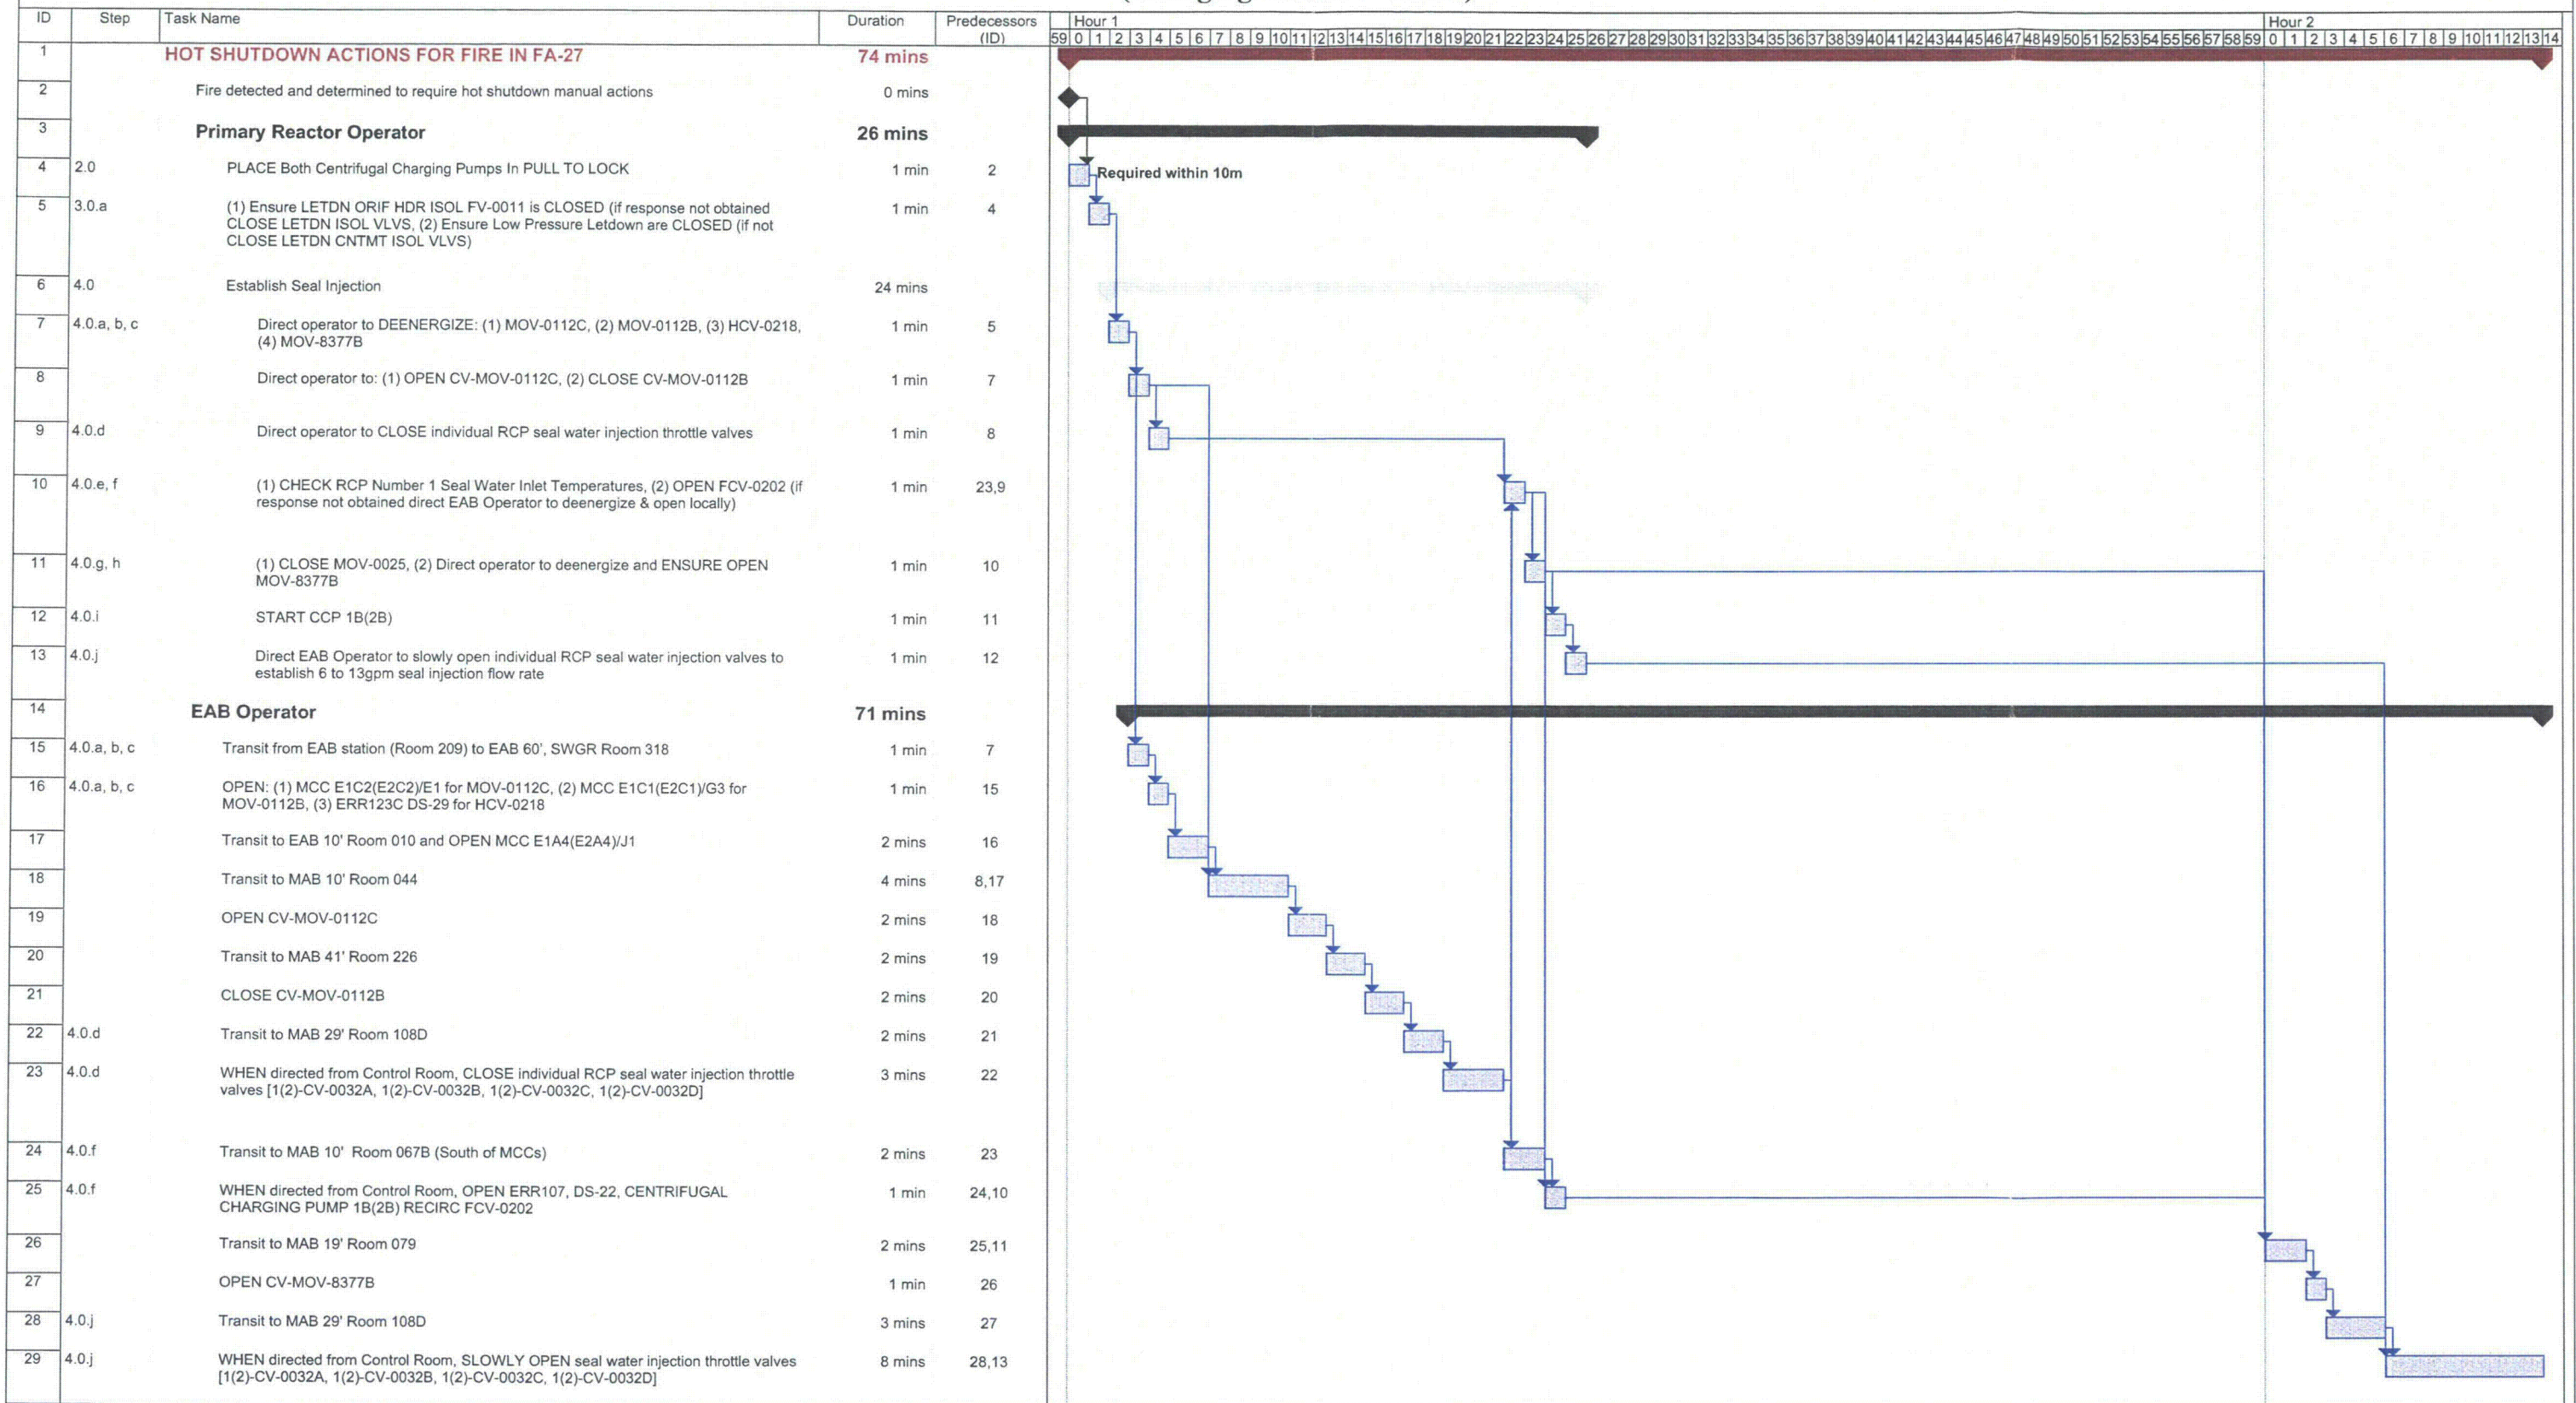 ID Step Task Name Duration Predecessors (ID) Hour 1 Hour 2
59 0 1 2 3 4 5 6 7 8 9 10 11 12 13 14 15 16 17 18 19 20 21 22 23 24 25 26 27 28 29 30 31 32 33 34 35 36 37 38 39 40 41 42 43 44 45 46 47 48 49 50 51 52 53 54 55 56 57 58 59 0 1 2 3 4 5 6 7 8 9 10 11 12 13 14
1 HOT SHUTDOWN ACTIONS FOR FIRE IN FA-27 74 mins
2 Fire detected and determined to require hot shutdown manual actions 0 mins
3 Primary Reactor Operator 26 mins
4 2.0 PLACE Both Centrifugal Charging Pumps In PULL TO LOCK 1 min 2 Required within 10m
5 3.0.a (1) Ensure LETDN ORIF HDR ISOL FV-0011 is CLOSED (if response not obtained 1 min 4
CLOSE LETDN ISOL VLVS, (2) Ensure Low Pressure Letdown are CLOSED (if not
CLOSE LETDN CNTMT ISOL VLVS)
6 4.0 Establish Seal Injection 24 mins
7 4.0.a, b, c Direct operator to DEENERGIZE: (1) MOV-0112C, (2) MOV-0112B, (3) HCV-0218, 1 min 5
(4) MOV-8377B
8 Direct operator to: (1) OPEN CV-MOV-0112C, (2) CLOSE CV-MOV-0112B 1 min 7
9 4.0.d Direct operator to CLOSE individual RCP seal water injection throttle valves 1 min 8
10 4.0.e, f (1) CHECK RCP Number 1 Seal Water Inlet Temperatures, (2) OPEN FCV-0202 (if 1 min 23,9
response not obtained direct EAB Operator to deenergize & open locally)
11 4.0.g, h (1) CLOSE MOV-0025, (2) Direct operator to deenergize and ENSURE OPEN 1 min 10
MOV-8377B
12 4.0.i START CCP 1B(2B) 1 min 11
13 4.0.j Direct EAB Operator to slowly open individual RCP seal water injection valves to 1 min 12
establish 6 to 13gpm seal injection flow rate
14 EAB Operator 71 mins
15 4.0.a, b, c Transit from EAB station (Room 209) to EAB 60', SWGR Room 318 1 min 7
16 4.0.a, b, c OPEN: (1) MCC E1C2(E2C2)/E1 for MOV-0112C, (2) MCC E1C1(E2C1)/G3 for 1 min 15
MOV-0112B, (3) ERR123C DS-29 for HCV-0218
17 Transit to EAB 10' Room 010 and OPEN MCC E1A4(E2A4)/J1 2 mins 16
18 Transit to MAB 10' Room 044 4 mins 8,17
19 OPEN CV-MOV-0112C 2 mins 18
20 Transit to MAB 41' Room 226 2 mins 19
21 CLOSE CV-MOV-0112B 2 mins 20
22 4.0.d Transit to MAB 29' Room 108D 2 mins 21
23 4.0.d WHEN directed from Control Room, CLOSE individual RCP seal water injection throttle 3 mins 22
valves [1(2)-CV-0032A, 1(2)-CV-0032B, 1(2)-CV-0032C, 1(2)-CV-0032D]
24 4.0.f Transit to MAB 10' Room 067B (South of MCCs) 2 mins 23
25 4.0.f WHEN directed from Control Room, OPEN ERR107, DS-22, CENTRIFUGAL 1 min 24,10
CHARGING PUMP 1B(2B) RECIRC FCV-0202
26 Transit to MAB 19' Room 079 2 mins 25,11
27 OPEN CV-MOV-8377B 1 min 26
28 4.0.j Transit to MAB 29' Room 108D 3 mins 27
29 4.0.j WHEN directed from Control Room, SLOWLY OPEN seal water injection throttle valves 8 mins 28,13
[1(2)-CV-0032A, 1(2)-CV-0032B, 1(2)-CV-0032C, 1(2)-CV-0032D]